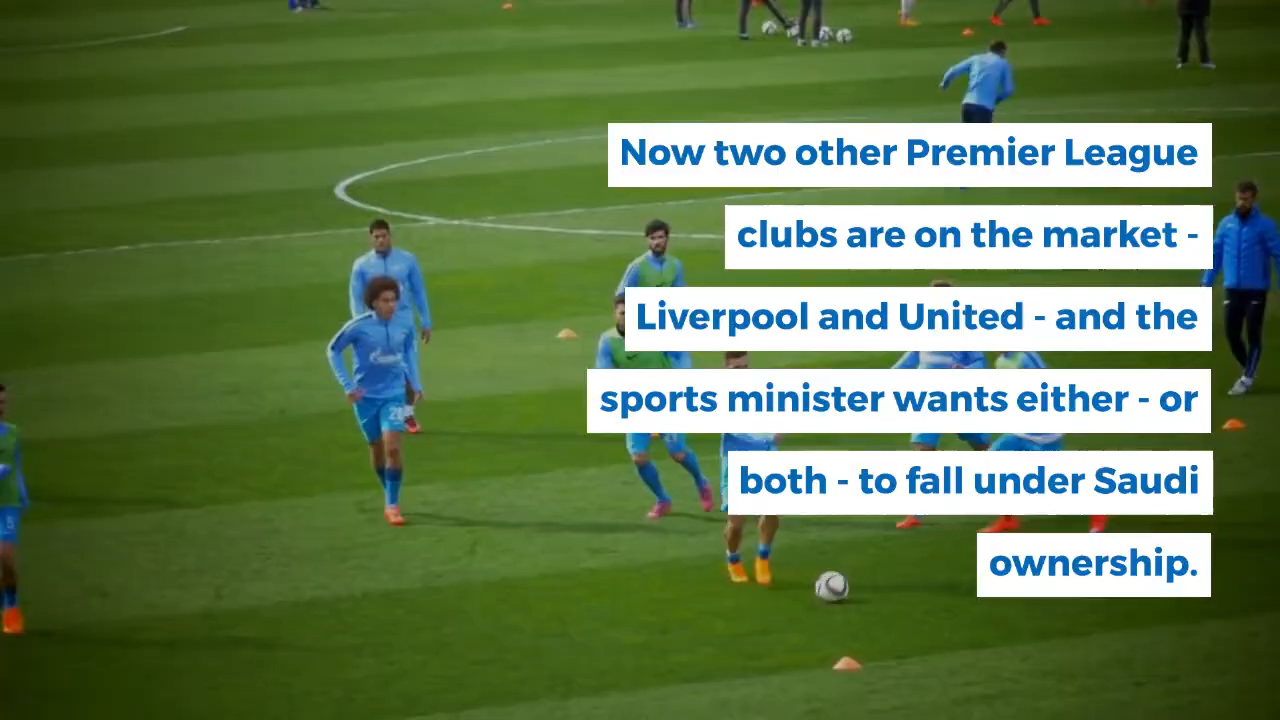 Now two other Premier League
clubs are on the market -
Liverpool and United - and the
sports minister wants either - or
both - to fall under Saudi
ownership.
28